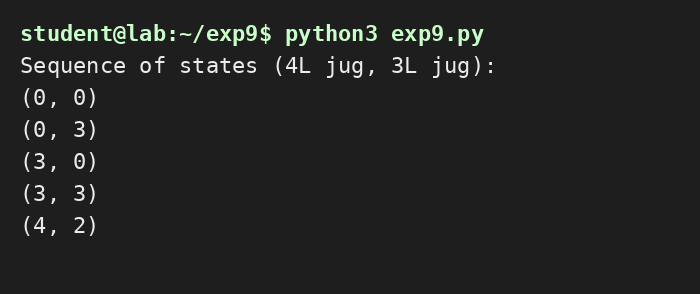 student@lab:~/exp9$ python3 exp9.py
Sequence of states (4L jug, 3L jug):
(0, 0)
(0, 3)
(3, 0)
(3, 3)
(4, 2)